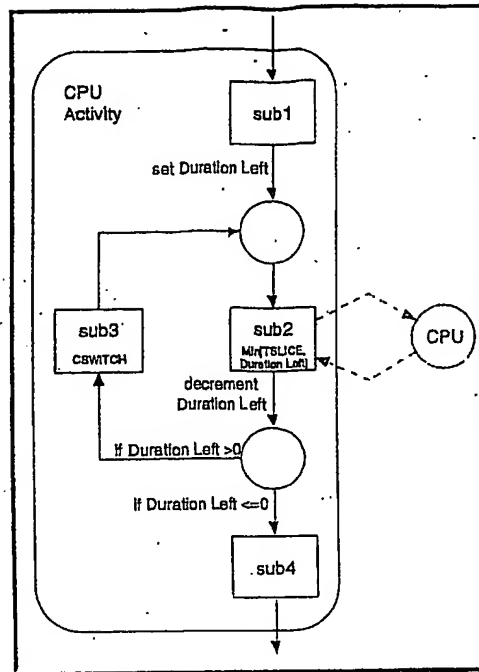 CPU
Activity
sub1
set Duration Left
sub3
CSWITCH
sub2
Min[TSLICE,
Duration Left]
CPU
decrement
Duration Left
If Duration Left >0
If Duration Left <=0
sub4